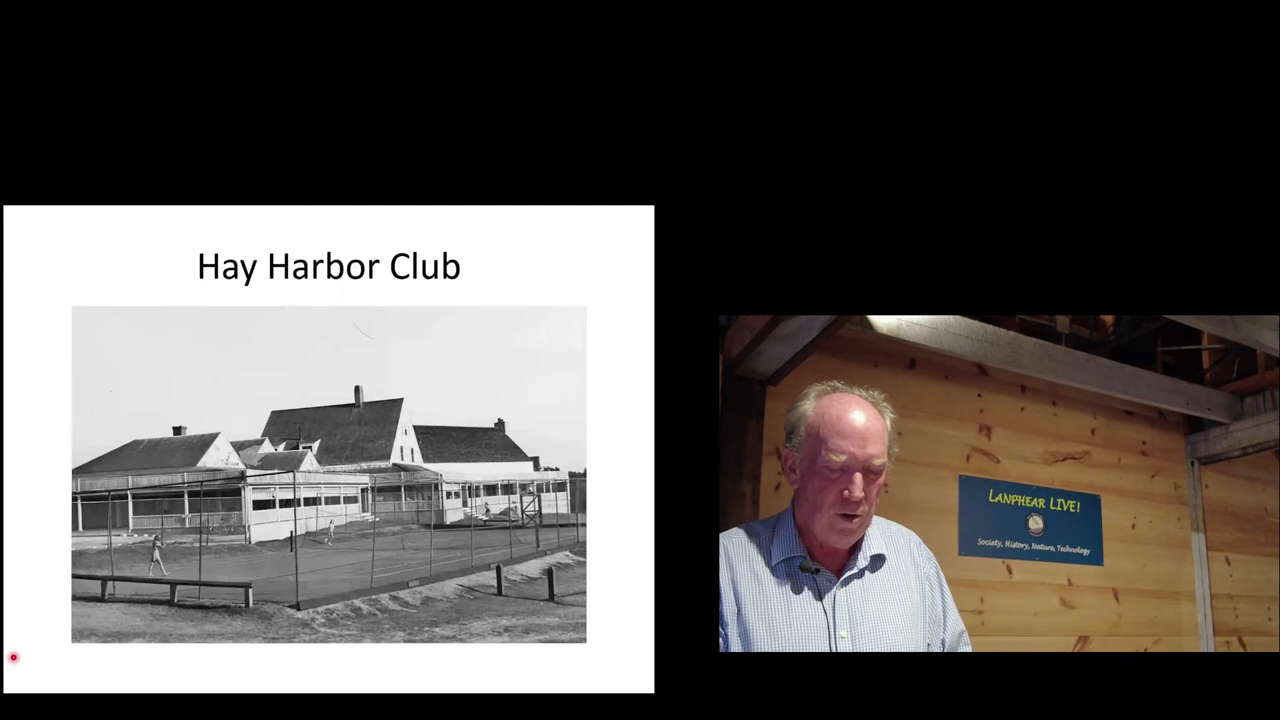 Hay Harbor Club
LANPHEAR LIVE!
Society, History, Nature, Technology